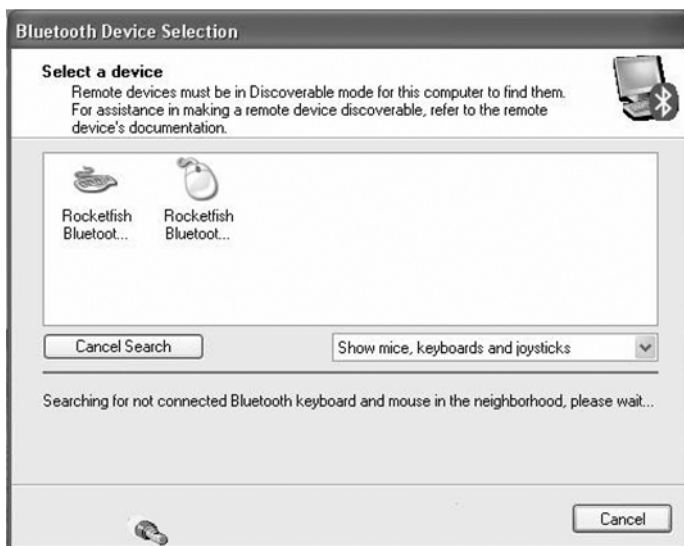 Bluetooth Device Selection
Select a device
Remote devices must be in Discoverable mode for this computer to find them.
For assistance in making a remote device discoverable, refer to the remote
device's documentation.
Rocketfish Rocketfish
Bluetoot... Bluetoot...
Cancel Search Show mice, keyboards and joysticks
Searching for not connected Bluetooth keyboard and mouse in the neighborhood, please wait...
Cancel